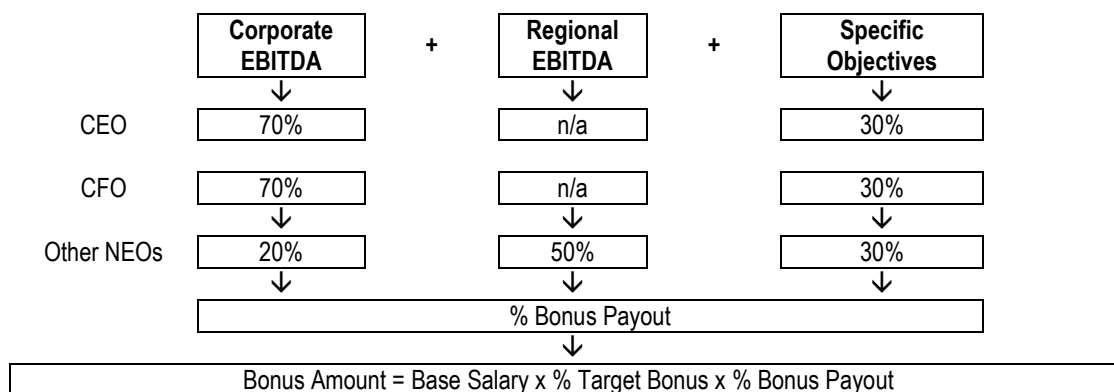 Corporate + Regional + Specific
EBITDA EBITDA Objectives
CEO 70% n/a 30%
CFO 70% n/a 30%
Other NEOs 20% 50% 30%
% Bonus Payout
Bonus Amount = Base Salary x % Target Bonus x % Bonus Payout